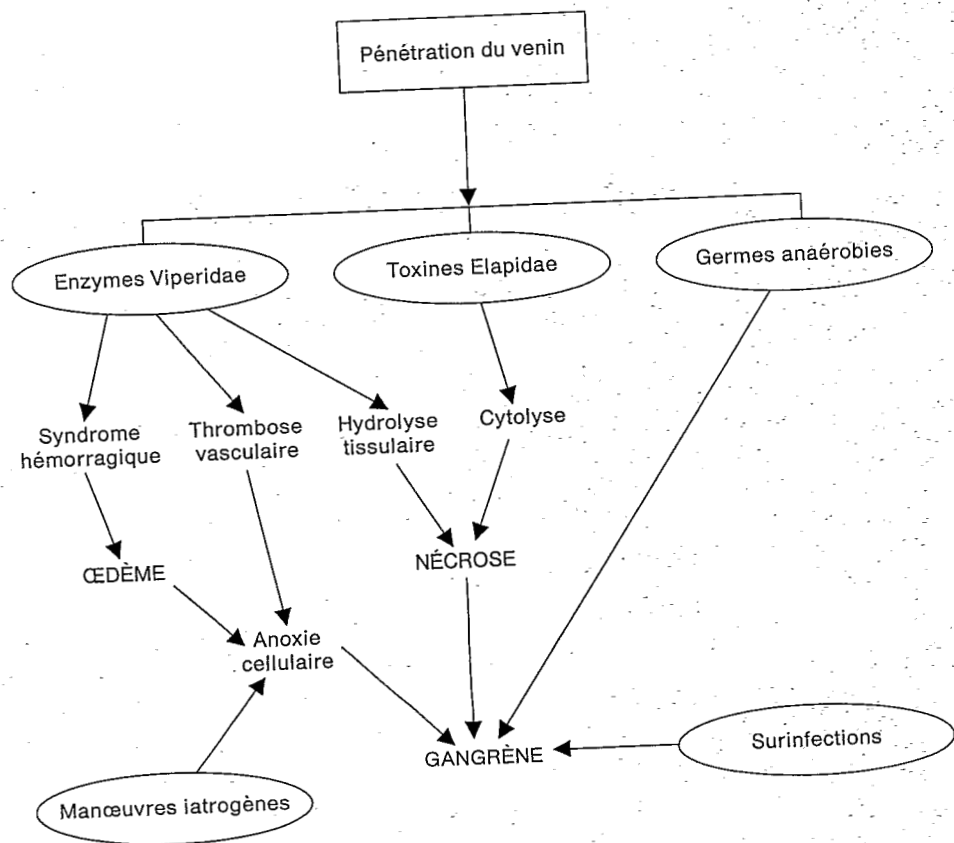 Pénétration du venin
Enzymes Viperidae
Toxines Elapidae
Germes anaérobies
Syndrome
hémorragique
Thrombose
vasculaire
Hydrolyse
tissulaire
Cytolyse
ŒDÈME
NÉCROSE
Anoxie
cellulaire
GANGRÈNE
Surinfections
Manœuvres iatrogènes